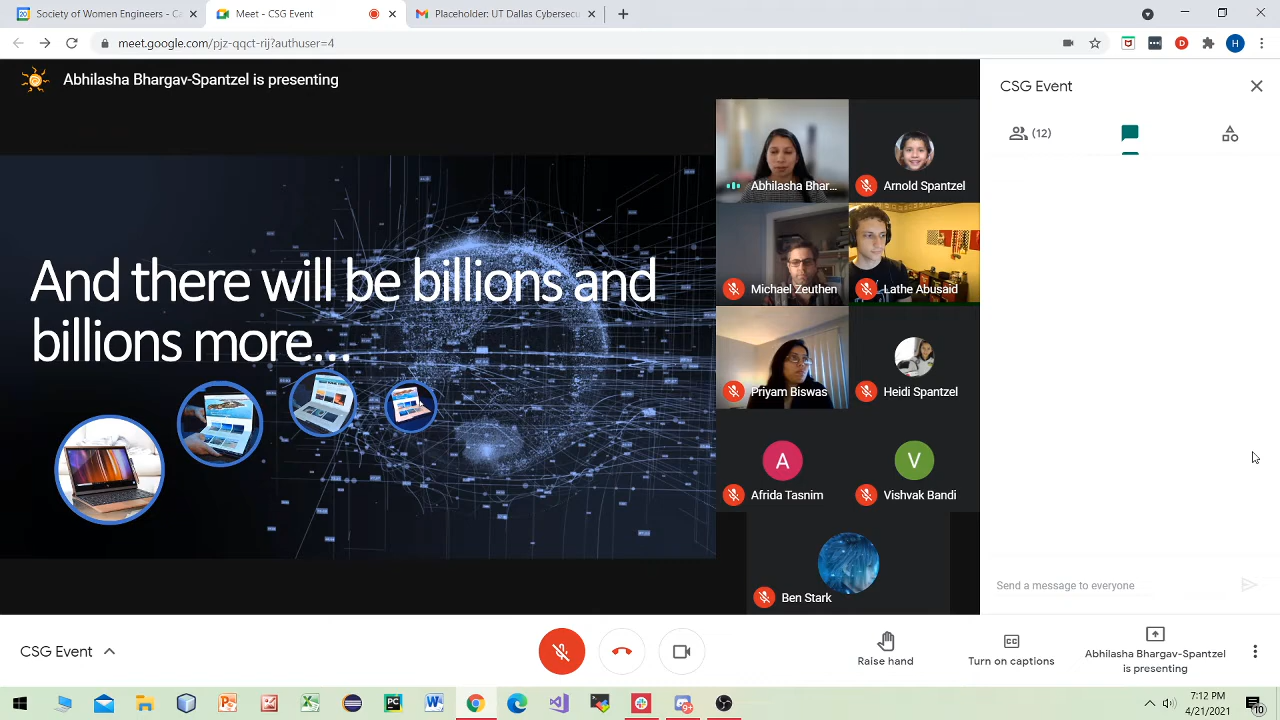 Society of Women Engineers - Ca
Meet - CSG Event
Placeholder: UT Dallas Cybersecu
meet.google.com/pjz-qqct-rij?authuser=4
D
H
Abhilasha Bhargav-Spantzel is presenting
CSG Event
(12)
And there will be billions and
billions more...
Abhilasha Bhar...
Arnold Spantzel
Michael Zeuthen
Lathe Abusaid
Priyam Biswas
Heidi Spantzel
A
V
Afrida Tasnim
Vishvak Bandi
Ben Stark
Send a message to everyone
CSG Event
Raise hand
CC
Turn on captions
Abhilasha Bhargav-Spantzel
is presenting
7:12 PM
4/21/2021
10